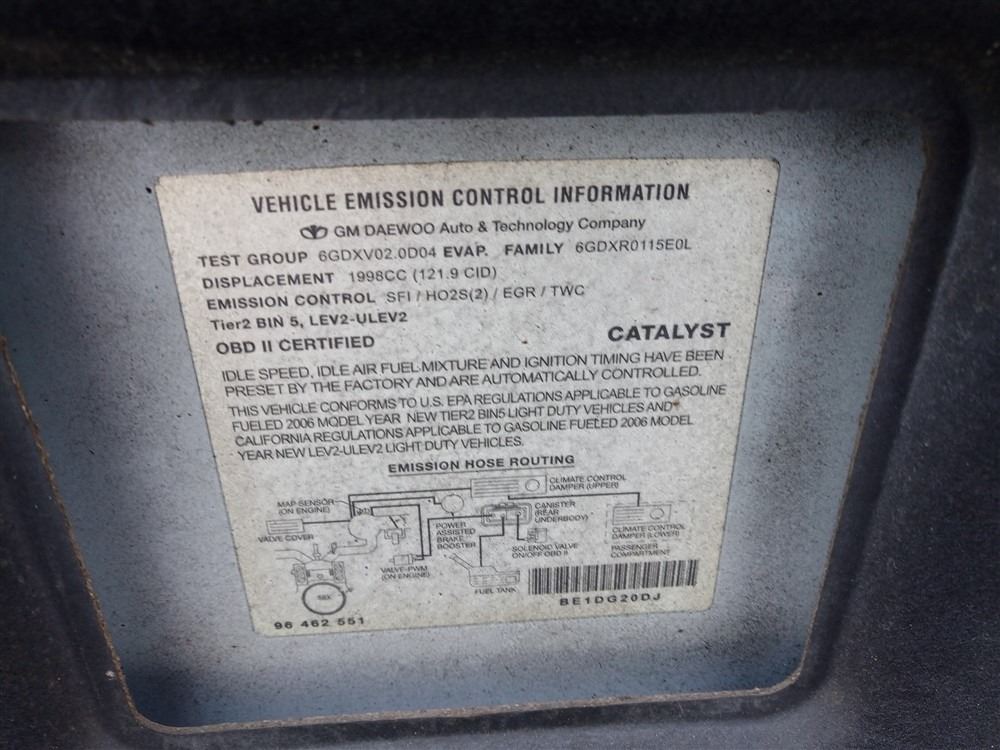 VEHICLE EMISSION CONTROL INFORMATION
GM DAEWOO Auto & Technology Company
TEST GROUP 6GDXV02.0D04 EVAP. FAMILY 6GDXR0115E0L
DISPLACEMENT 1998CC (121.9 CID)
EMISSION CONTROL SFI / HO2S(2) / EGR / TWC
Tier2 BIN 5, LEV2-ULEV2
OBD II CERTIFIED
CATALYST
IDLE SPEED, IDLE AIR FUEL MIXTURE AND IGNITION TIMING HAVE BEEN
PRESET BY THE FACTORY AND ARE AUTOMATICALLY CONTROLLED.
THIS VEHICLE CONFORMS TO U.S. EPA REGULATIONS APPLICABLE TO GASOLINE
FUELED 2006 MODEL YEAR NEW TIER2 BIN5 LIGHT DUTY VEHICLES AND
CALIFORNIA REGULATIONS APPLICABLE TO GASOLINE FUELED 2006 MODEL
YEAR NEW LEV2-ULEV2 LIGHT DUTY VEHICLES.
EMISSION HOSE ROUTING
CLIMATE CONTROL
DAMPER (UPPER)
MAP SENSOR
(ON ENGINE)
VALVE COVER
POWER
ASSISTED
BRAKE
BOOSTER
CANISTER
(REAR
UNDERBODY)
CLIMATE CONTROL
DAMPER (LOWER)
PASSENGER
COMPARTMENT
SOLENOID VALVE
ON/OFF OBD II
VALVE-PWM
(ON ENGINE)
FUEL TANK
BE1DG20DJ
96 462 551